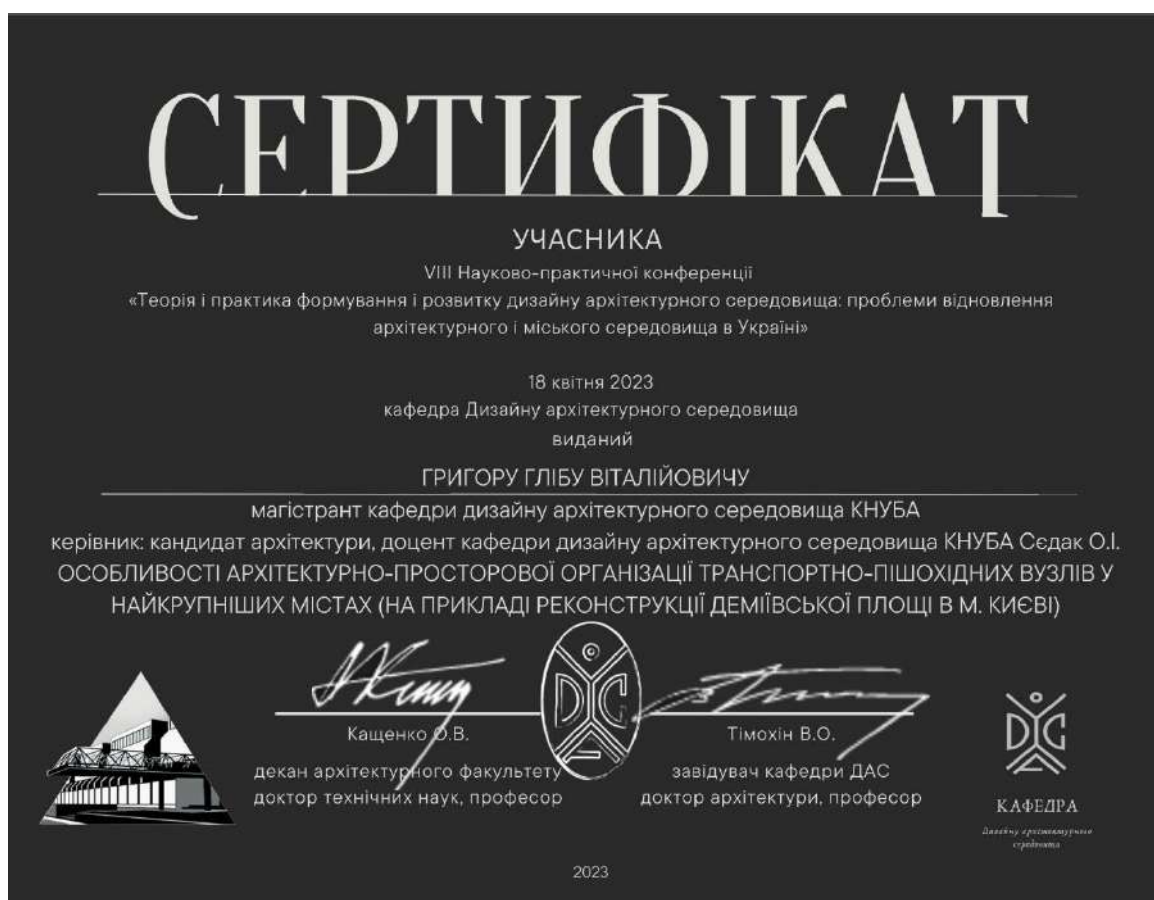 СЕРТИФІКАТ
УЧАСНИКА
VIII Науково-практичної конференції
«Теорія і практика формування і розвитку дизайну архітектурного середовища: проблеми відновлення
архітектурного і міського середовища в Україні»
18 квітня 2023
кафедра Дизайну архітектурного середовища
виданий
ГРИГОРУ ГЛІБУ ВІТАЛІЙОВИЧУ
магістрант кафедри дизайну архітектурного середовища КНУБА
керівник: кандидат архітектури, доцент кафедри дизайну архітектурного середовища КНУБА Сєдак О.І.
ОСОБЛИВОСТІ АРХІТЕКТУРНО-ПРОСТОРОВОЇ ОРГАНІЗАЦІЇ ТРАНСПОРТНО-ПІШОХІДНИХ ВУЗЛІВ У
НАЙКРУПНІШИХ МІСТАХ (НА ПРИКЛАДІ РЕКОНСТРУКЦІЇ ДЕМІЇВСЬКОЇ ПЛОЩІ В М. КИЄВІ)
Кащенко О.В.
декан архітектурного факультету
доктор технічних наук, професор
Тімохін В.О.
завідувач кафедри ДАС
доктор архітектури, професор
КАФЕДРА
Дизайну архітектурного
середовища
2023